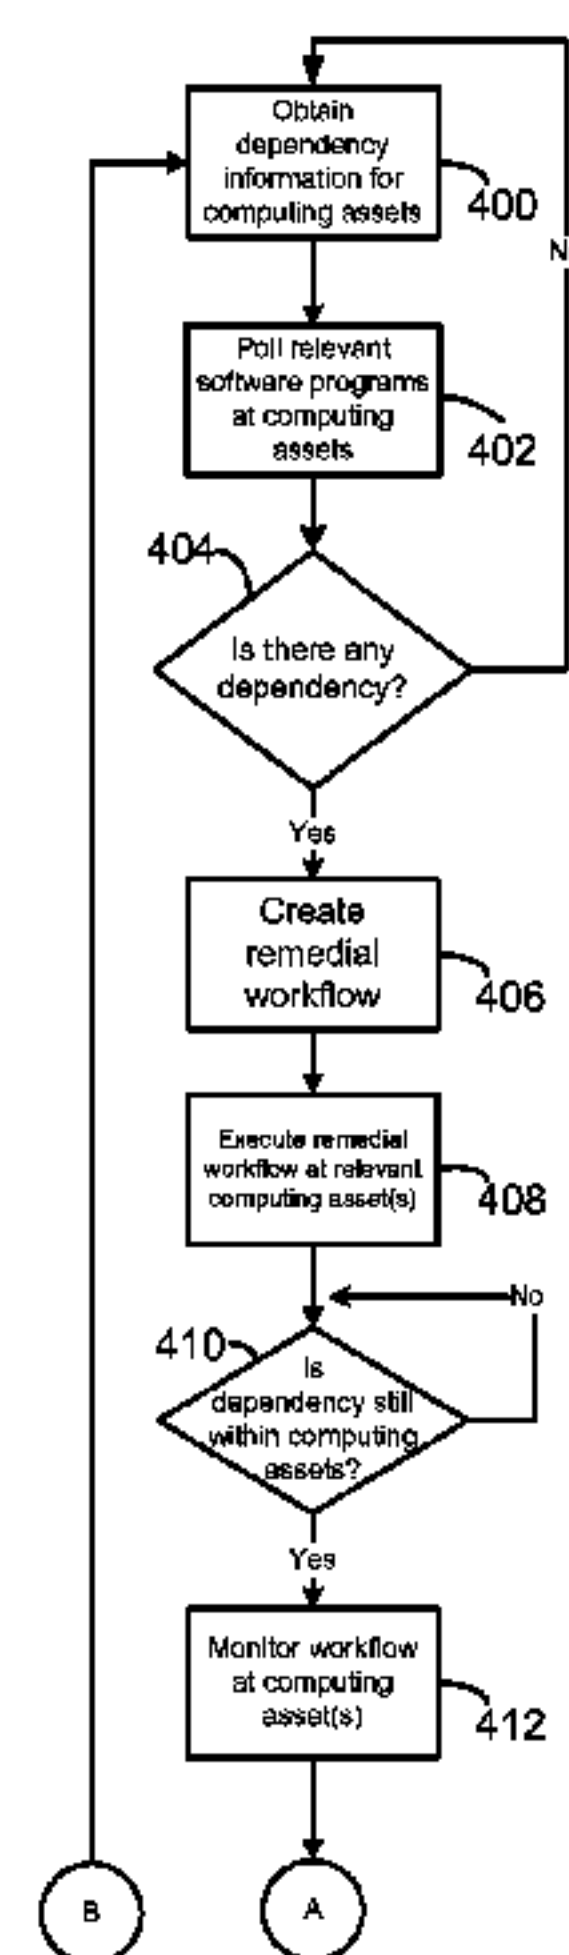 Obtain
dependency
information for
computing assets
400
N
Poll relevant
software programs
at computing
assets
402
404
Is there any
dependency?
Yes
Create
remedial
workflow
406
Execute remedial
workflow at relevant
computing asset(s)
408
No
410
Is
dependency still
within computing
assets?
Yes
Monitor workflow
at computing
asset(s)
412
B
A